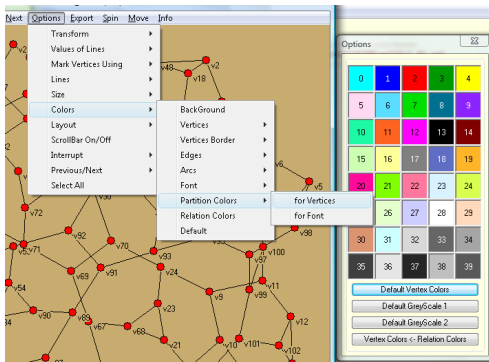 Next Options Export Spin Move Info
Transform
Values of Lines
Mark Vertices Using
Lines
Size
Colors
Layout
ScrollBar On/Off
Interrupt
Previous/Next
Select All
BackGround
Vertices
Vertices Border
Edges
Arcs
Font
Partition Colors
Relation Colors
Default
for Vertices
for Font
v48
v2
v18
v6
v5
v72
v98
v92
v71
v70
v93
v100
v97
v69
v91
v24
v11
v54
v9
v99
v90
v23
v12
v67
v68
v21
v10
v101
v102
Options
0 1 2 3 4
5 6 7 8 9
10 11 12 13 14
15 16 17 18 19
20 21 22 23 24
26 27 28 29
30 31 32 33 34
35 36 37 38 39
Default Vertex Colors
Default GreyScale 1
Default GreyScale 2
Vertex Colors <- Relation Colors